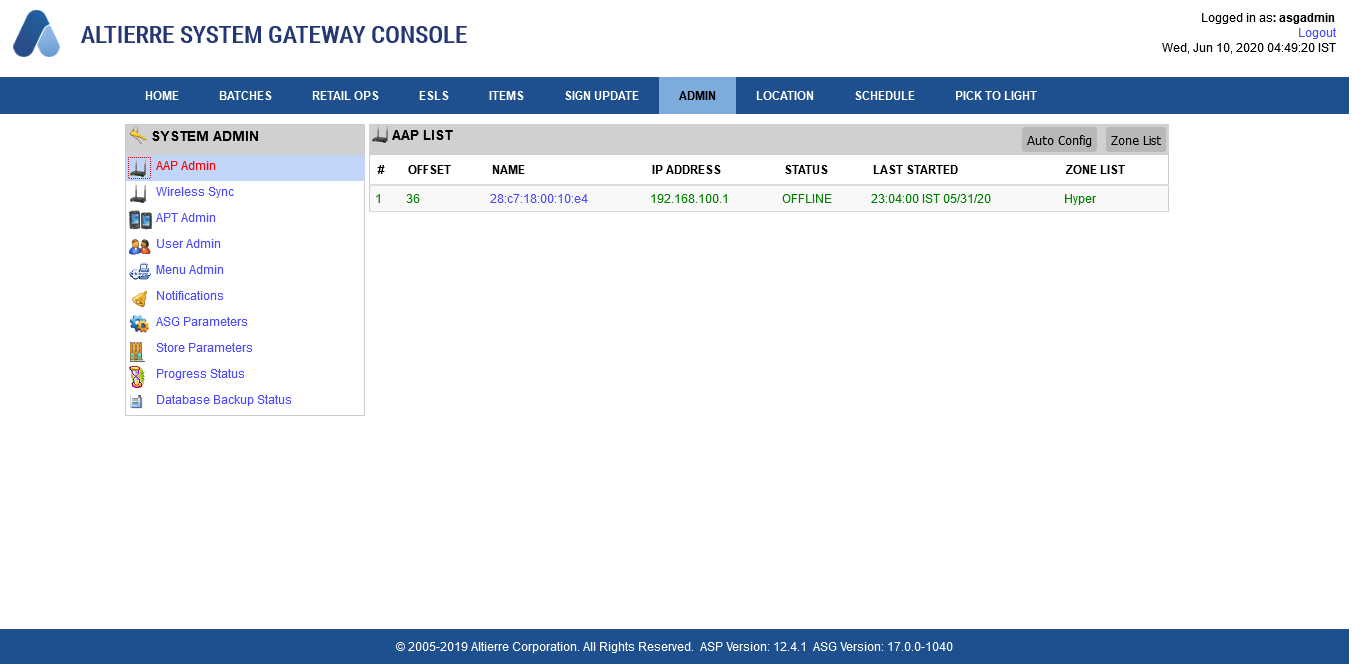 ALTIERRE SYSTEM GATEWAY CONSOLE
Logged in as: asgadmin
Logout
Wed, Jun 10, 2020 04:49:20 IST
HOME BATCHES RETAIL OPS ESLS ITEMS SIGN UPDATE ADMIN LOCATION SCHEDULE PICK TO LIGHT
SYSTEM ADMIN
AAP Admin
Wireless Sync
APT Admin
User Admin
Menu Admin
Notifications
ASG Parameters
Store Parameters
Progress Status
Database Backup Status
AAP LIST Auto Config Zone List
# OFFSET NAME IP ADDRESS STATUS LAST STARTED ZONE LIST
1 36 28:c7:18:00:10:e4 192.168.100.1 OFFLINE 23:04:00 IST 05/31/20 Hyper
© 2005-2019 Altierre Corporation. All Rights Reserved. ASP Version: 12.4.1 ASG Version: 17.0.0-1040